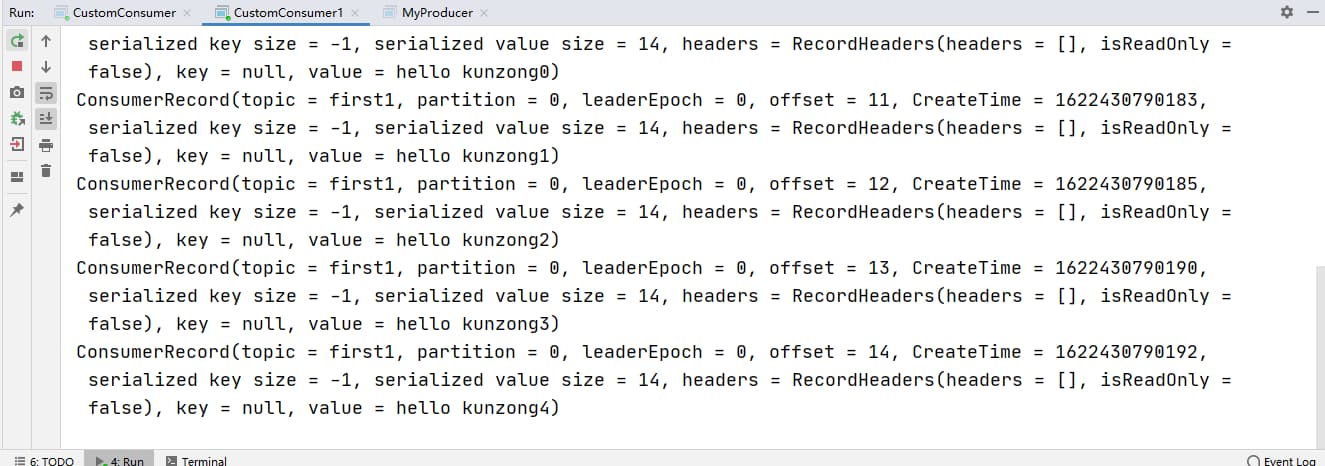 Run: CustomConsumer CustomConsumer1 MyProducer
serialized key size = -1, serialized value size = 14, headers = RecordHeaders(headers = [], isReadOnly =
false), key = null, value = hello kunzong0)
ConsumerRecord(topic = first1, partition = 0, leaderEpoch = 0, offset = 11, CreateTime = 1622430790183,
serialized key size = -1, serialized value size = 14, headers = RecordHeaders(headers = [], isReadOnly =
false), key = null, value = hello kunzong1)
ConsumerRecord(topic = first1, partition = 0, leaderEpoch = 0, offset = 12, CreateTime = 1622430790185,
serialized key size = -1, serialized value size = 14, headers = RecordHeaders(headers = [], isReadOnly =
false), key = null, value = hello kunzong2)
ConsumerRecord(topic = first1, partition = 0, leaderEpoch = 0, offset = 13, CreateTime = 1622430790190,
serialized key size = -1, serialized value size = 14, headers = RecordHeaders(headers = [], isReadOnly =
false), key = null, value = hello kunzong3)
ConsumerRecord(topic = first1, partition = 0, leaderEpoch = 0, offset = 14, CreateTime = 1622430790192,
serialized key size = -1, serialized value size = 14, headers = RecordHeaders(headers = [], isReadOnly =
false), key = null, value = hello kunzong4)
6: TODO 4: Run Terminal Event Log